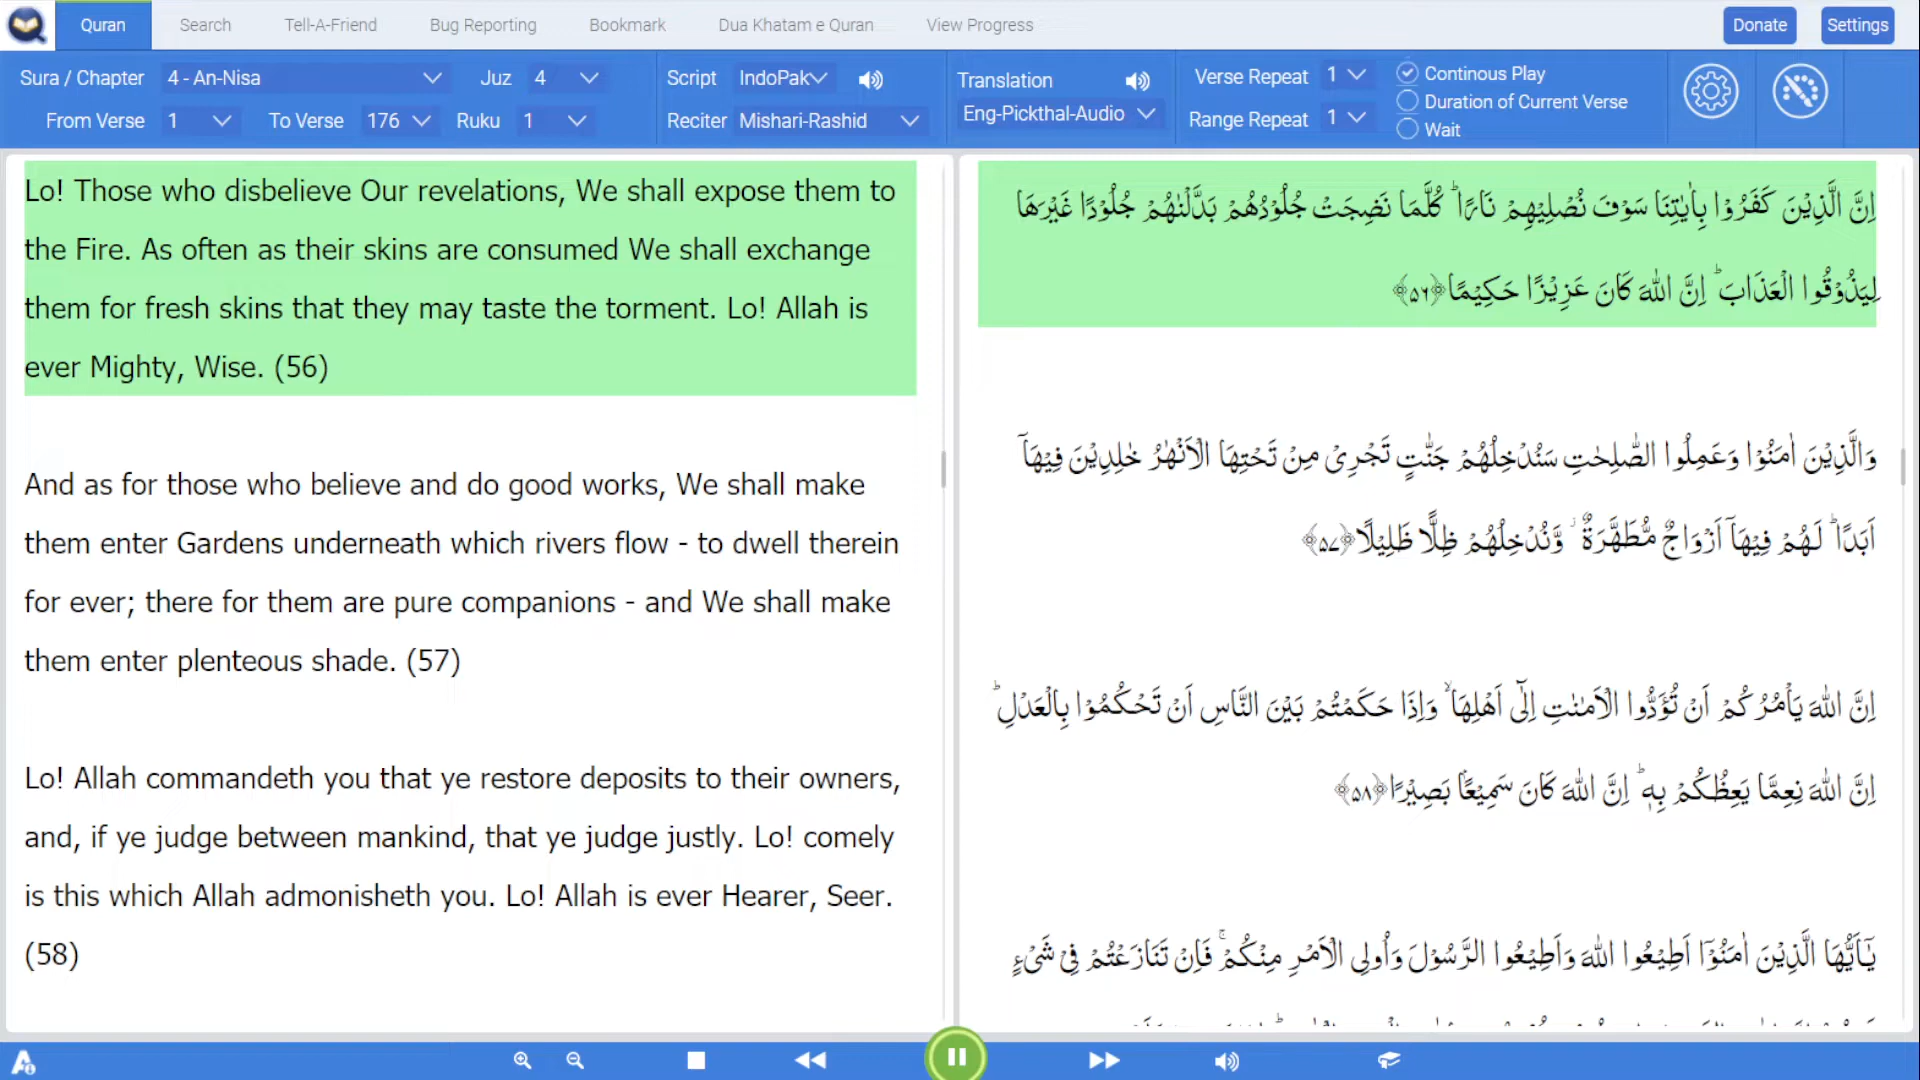 Quran
Search
Tell-A-Friend
Bug Reporting
Bookmark
Dua Khatam e Quran
View Progress
Donate
Settings
Sura / Chapter 4 - An-Nisa Juz 4
From Verse 1 To Verse 176 Ruku 1
Script IndoPak
Reciter Mishari-Rashid
Translation
Eng-Pickthal-Audio
Verse Repeat 1
Range Repeat 1
Continous Play
Duration of Current Verse
Wait
Lo! Those who disbelieve Our revelations, We shall expose them to
the Fire. As often as their skins are consumed We shall exchange
them for fresh skins that they may taste the torment. Lo! Allah is
ever Mighty, Wise. (56)
And as for those who believe and do good works, We shall make
them enter Gardens underneath which rivers flow - to dwell therein
for ever; there for them are pure companions - and We shall make
them enter plenteous shade. (57)
Lo! Allah commandeth you that ye restore deposits to their owners,
and, if ye judge between mankind, that ye judge justly. Lo! comely
is this which Allah admonisheth you. Lo! Allah is ever Hearer, Seer.
(58)
اِنَّ الَّذِيْنَ كَفَرُوْا بِاٰيٰتِنَا سَوْفَ نُصْلِيْهِمْ نَارًا ؕ كُلَّمَا نَضِجَتْ جُلُوْدُهُمْ بَدَّلْنٰهُمْ جُلُوْدًا غَيْرَهَا
لِيَذُوْقُوا الْعَذَابَ ؕ اِنَّ اللّٰهَ كَانَ عَزِيْزًا حَكِيْمًا ﴿۵۶﴾
وَالَّذِيْنَ اٰمَنُوْا وَعَمِلُوا الصّٰلِحٰتِ سَنُدْخِلُهُمْ جَنّٰتٍ تَجْرِىْ مِنْ تَحْتِهَا الْاَنْهٰرُ خٰلِدِيْنَ فِيْهَاۤ
اَبَدًا ؕ لَهُمْ فِيْهَاۤ اَزْوَاجٌ مُّطَهَّرَةٌ ۙ وَّنُدْخِلُهُمْ ظِلًّا ظَلِيْلًا ﴿۵۷﴾
اِنَّ اللّٰهَ يَاْمُرُكُمْ اَنْ تُؤَدُّوا الْاَمٰنٰتِ اِلٰٓى اَهْلِهَا ۙ وَاِذَا حَكَمْتُمْ بَيْنَ النَّاسِ اَنْ تَحْكُمُوْا بِالْعَدْلِ ؕ
اِنَّ اللّٰهَ نِعِمَّا يَعِظُكُمْ بِهٖ ؕ اِنَّ اللّٰهَ كَانَ سَمِيْعًۢا بَصِيْرًا ﴿۵۸﴾
يٰۤاَيُّهَا الَّذِيْنَ اٰمَنُوْۤا اَطِيْعُوا اللّٰهَ وَاَطِيْعُوا الرَّسُوْلَ وَاُولِى الْاَمْرِ مِنْكُمْ ۚ فَاِنْ تَنَازَعْتُمْ فِىْ شَىْءٍ